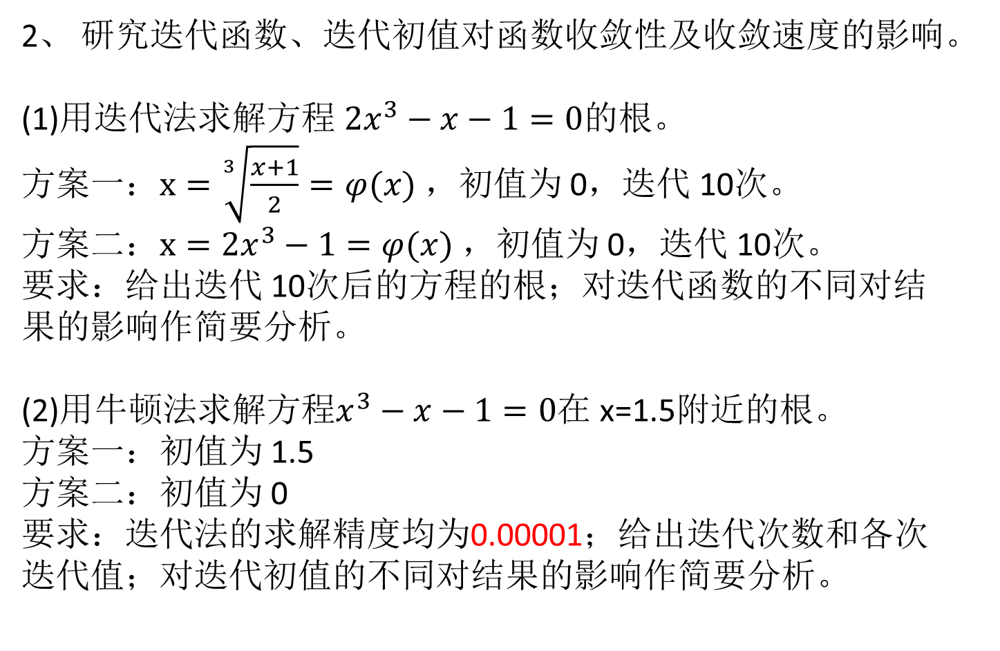 2、 研究迭代函数、迭代初值对函数收敛性及收敛速度的影响。
(1)用迭代法求解方程 2x³ − x − 1 = 0的根。
方案一：x = ∛((x+1)/2) = φ(x)，初值为 0，迭代 10次。
方案二：x = 2x³ − 1 = φ(x)，初值为 0，迭代 10次。
要求：给出迭代 10次后的方程的根；对迭代函数的不同对结
果的影响作简要分析。
(2)用牛顿法求解方程x³ − x − 1 = 0在 x=1.5附近的根。
方案一：初值为 1.5
方案二：初值为 0
要求：迭代法的求解精度均为0.00001；给出迭代次数和各次
迭代值；对迭代初值的不同对结果的影响作简要分析。